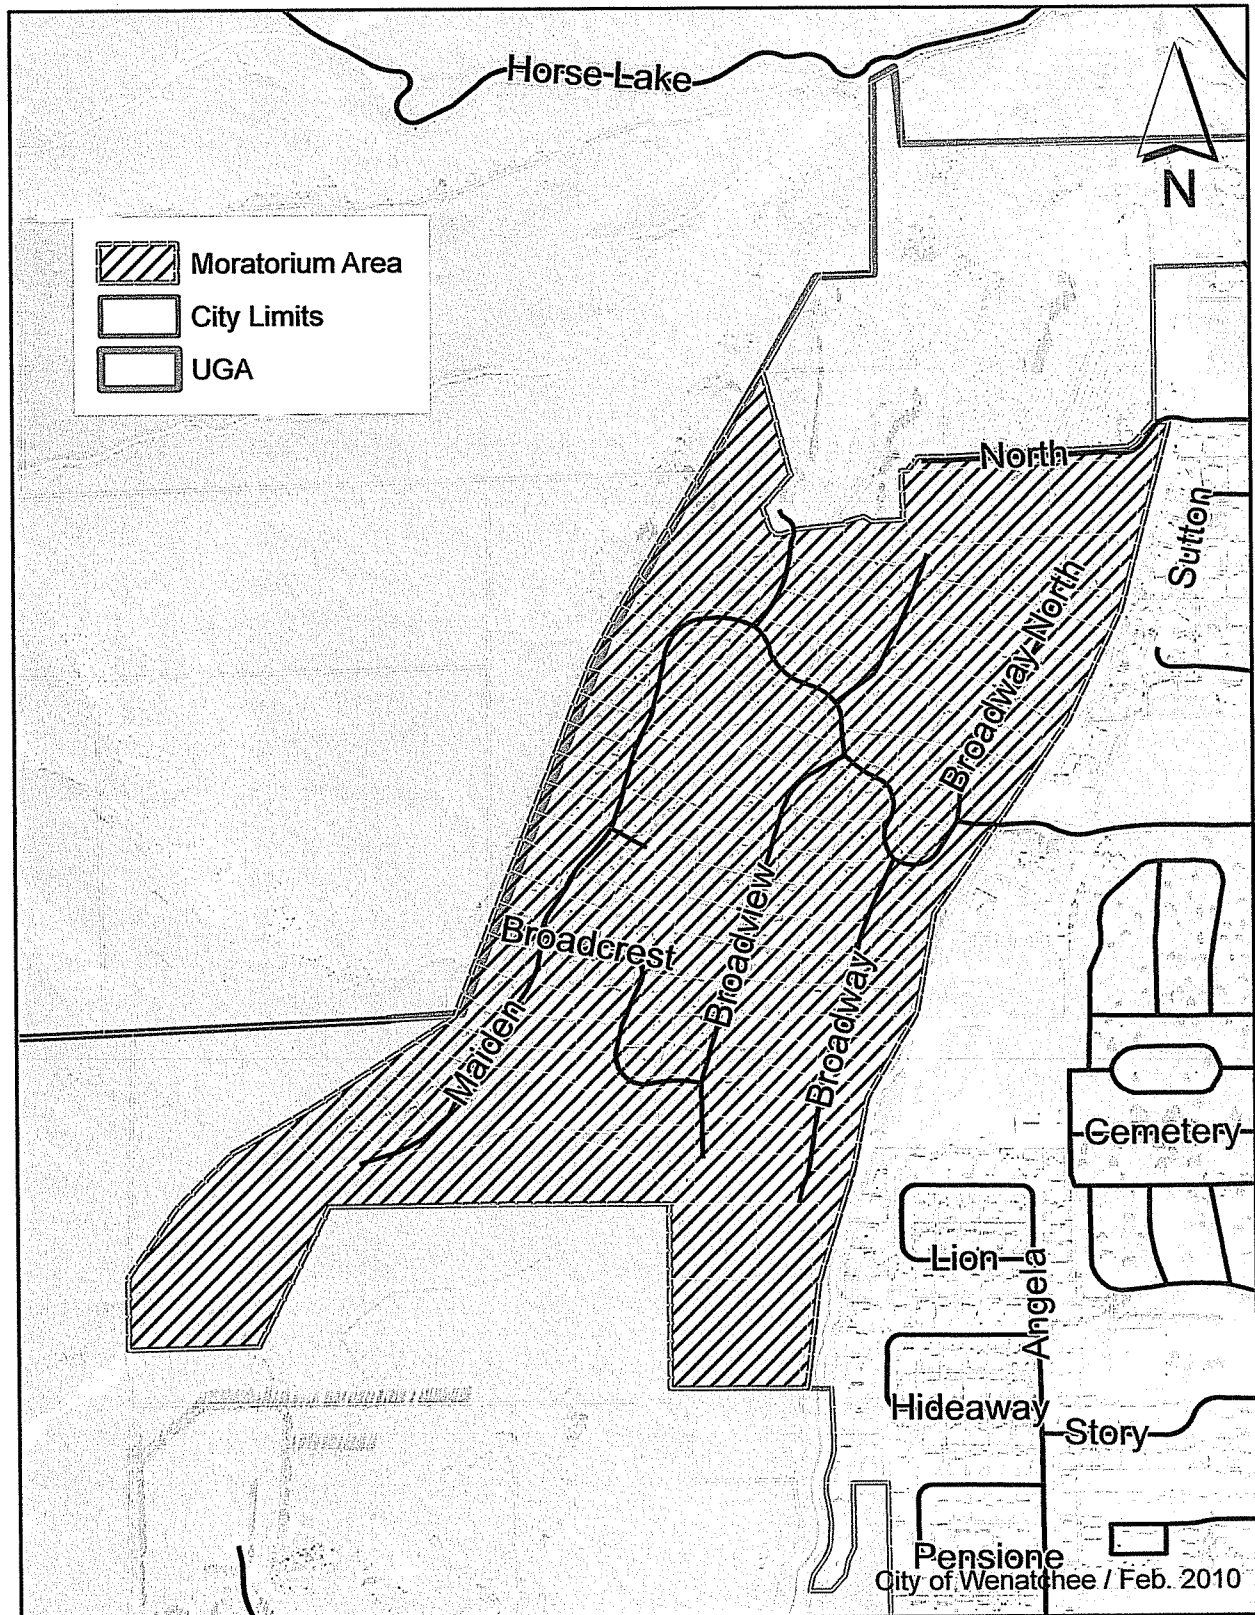 Horse Lake
N
Moratorium Area
City Limits
UGA
North
Sutton
Broadway North
Broadview
Broadcrest
Broadway
Maiden
Cemetery
Lion
Angela
Hideaway
Story
Pensione
City of Wenatchee / Feb. 2010